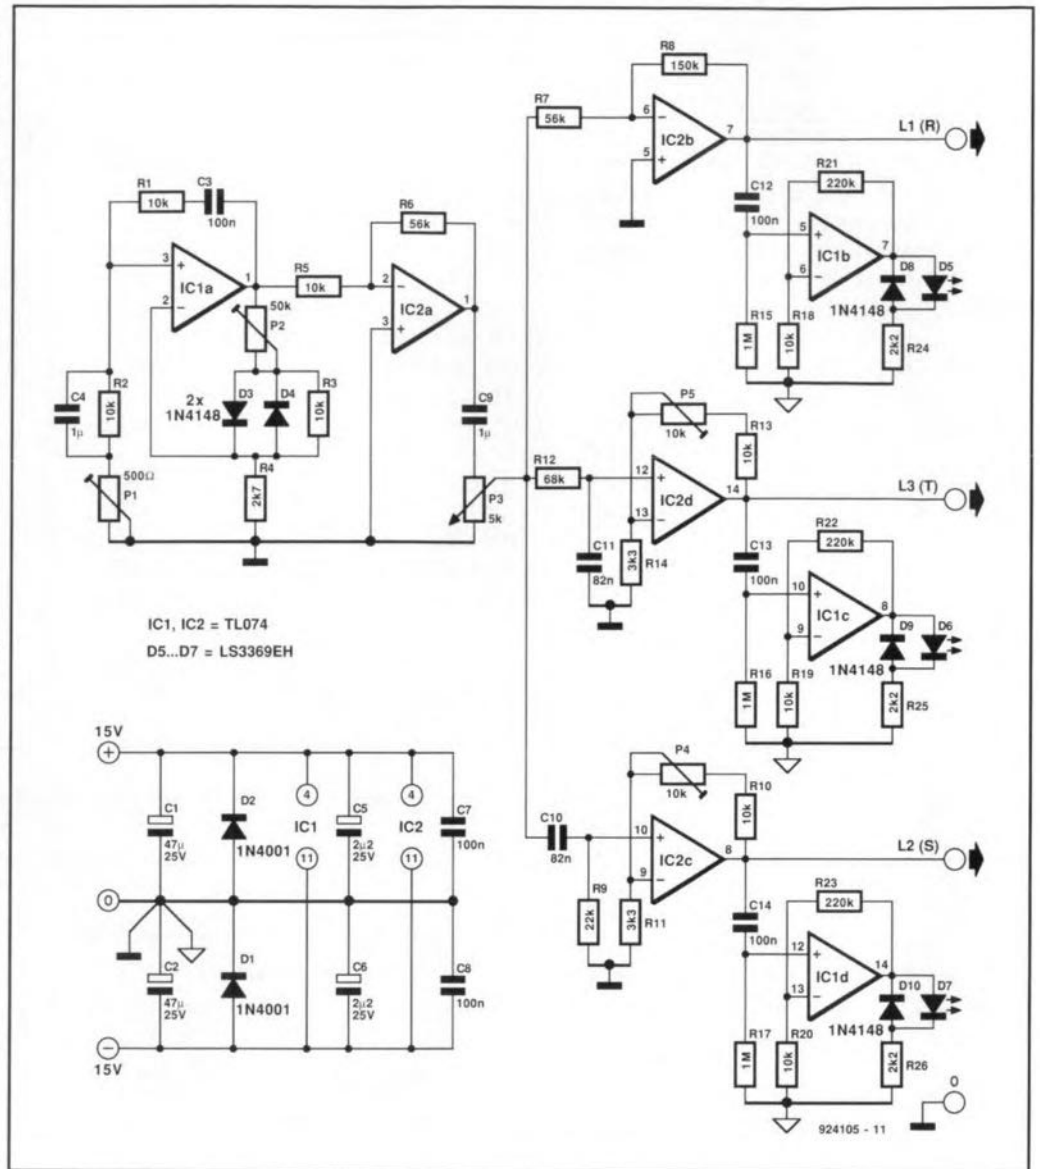 R8
150k
R7
56k
6
−
IC2b
7
5
+
L1 (R)
R21
220k
C12
100n
5
+
IC1b
7
6
−
D8
D5
1N4148
R15
1M
R18
10k
R24
2k2
R1
10k
C3
100n
3
+
IC1a
1
2
−
R5
10k
R6
56k
2
−
IC2a
1
3
+
50k
P2
C4
1µ
R2
10k
2x
1N4148
D3
D4
R3
10k
500Ω
P1
R4
2k7
C9
1µ
P3
5k
R12
68k
P5
10k
R13
10k
12
+
IC2d
14
13
−
L3 (T)
C11
82n
3k3
R14
R22
220k
C13
100n
10
+
IC1c
8
9
−
D9
D6
1N4148
R16
1M
R19
10k
R25
2k2
IC1, IC2 = TL074
D5...D7 = LS3369EH
P4
10k
R10
10k
C10
82n
10
+
IC2c
8
9
−
L2 (S)
R9
22k
3k3
R11
R23
220k
C14
100n
12
+
IC1d
14
13
−
D10
D7
1N4148
R17
1M
R20
10k
R26
2k2
0
15V
+
C1
47µ
25V
D2
1N4001
4
IC1
11
C5
2µ2
25V
4
IC2
11
C7
100n
0
C2
47µ
25V
D1
1N4001
C6
2µ2
25V
C8
100n
−
15V
924105 - 11